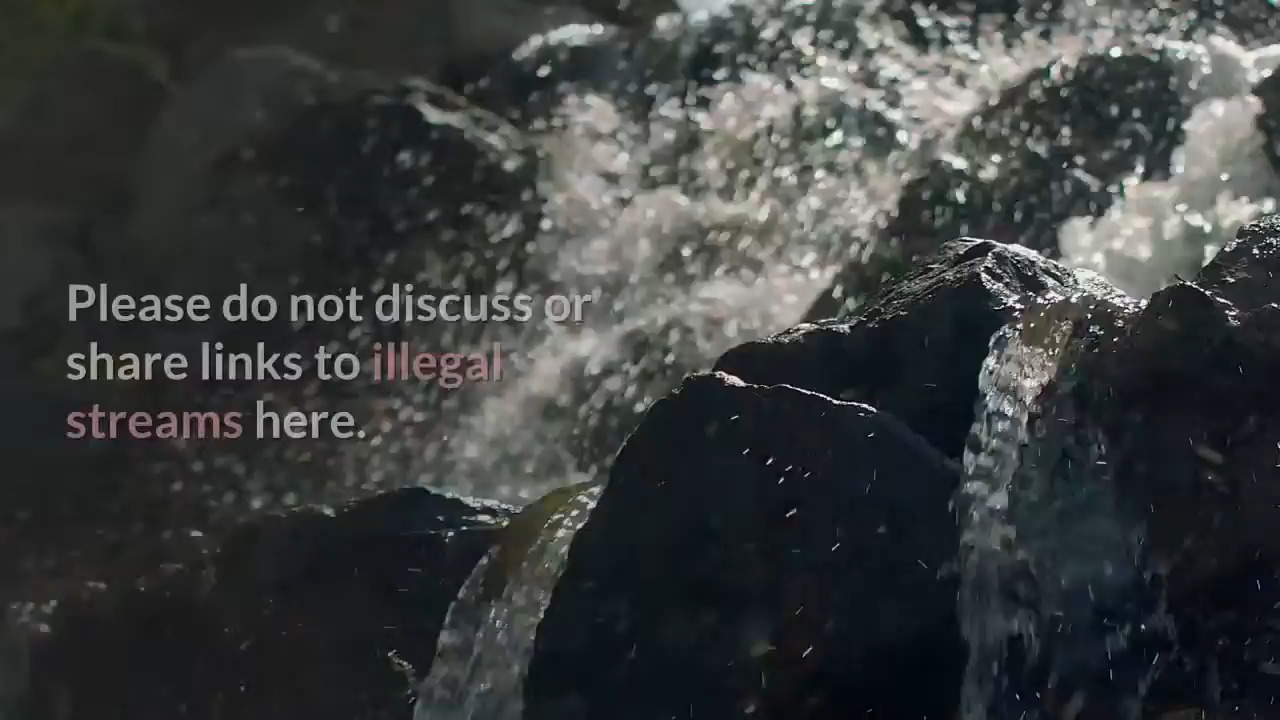 Please do not discuss or
share links to illegal
streams here.